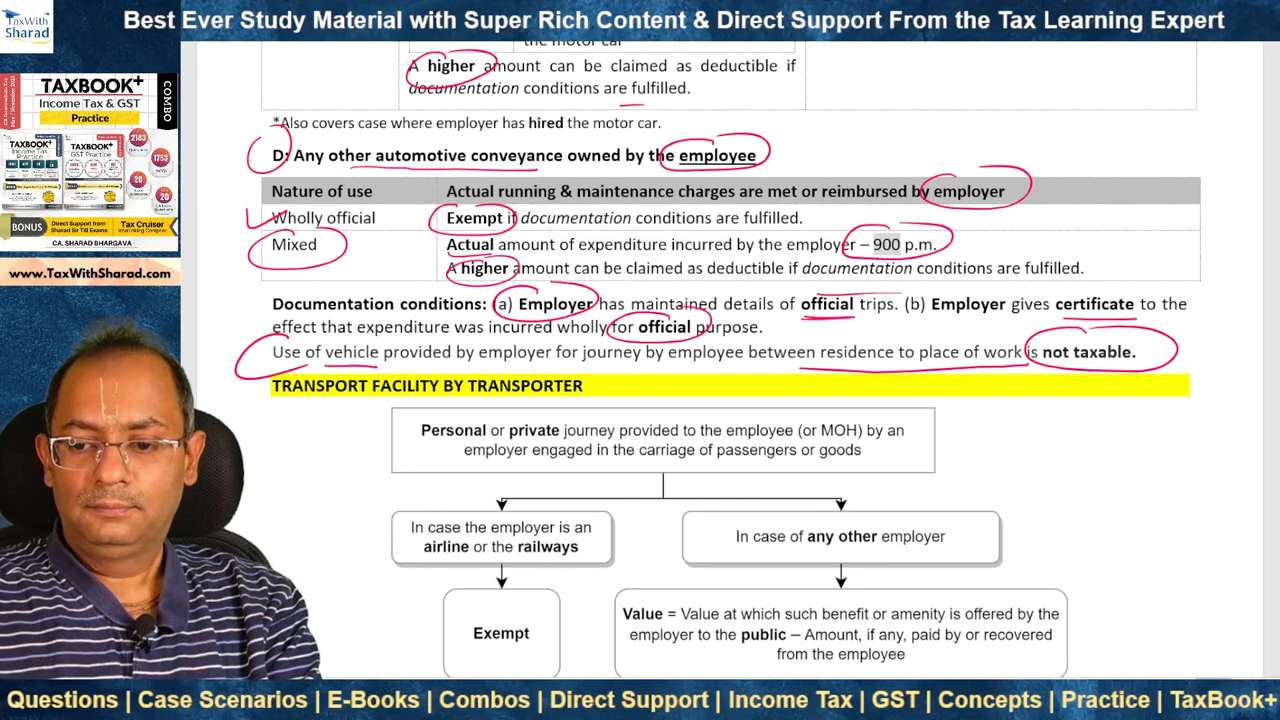 Best Ever Study Material with Super Rich Content & Direct Support From the Tax Learning Expert
TaxWith
Sharad
TAXBOOK+
Income Tax & GST
Practice
COMBO
2183
1753
BONUS
Direct Support from
Sharad Sir Till Exams
Tax Cruiser
CA. SHARAD BHARGAVA
www.TaxWithSharad.com
the motor car
A higher amount can be claimed as deductible if
documentation conditions are fulfilled.
*Also covers case where employer has hired the motor car.
D: Any other automotive conveyance owned by the employee
Nature of use Actual running & maintenance charges are met or reimbursed by employer
Wholly official Exempt if documentation conditions are fulfilled.
Mixed Actual amount of expenditure incurred by the employer – 900 p.m.
A higher amount can be claimed as deductible if documentation conditions are fulfilled.
Documentation conditions: (a) Employer has maintained details of official trips. (b) Employer gives certificate to the
effect that expenditure was incurred wholly for official purpose.
Use of vehicle provided by employer for journey by employee between residence to place of work is not taxable.
TRANSPORT FACILITY BY TRANSPORTER
Personal or private journey provided to the employee (or MOH) by an
employer engaged in the carriage of passengers or goods
In case the employer is an
airline or the railways
In case of any other employer
Exempt
Value = Value at which such benefit or amenity is offered by the
employer to the public – Amount, if any, paid by or recovered
from the employee
Questions | Case Scenarios | E-Books | Combos | Direct Support | Income Tax | GST | Concepts | Practice | TaxBook+